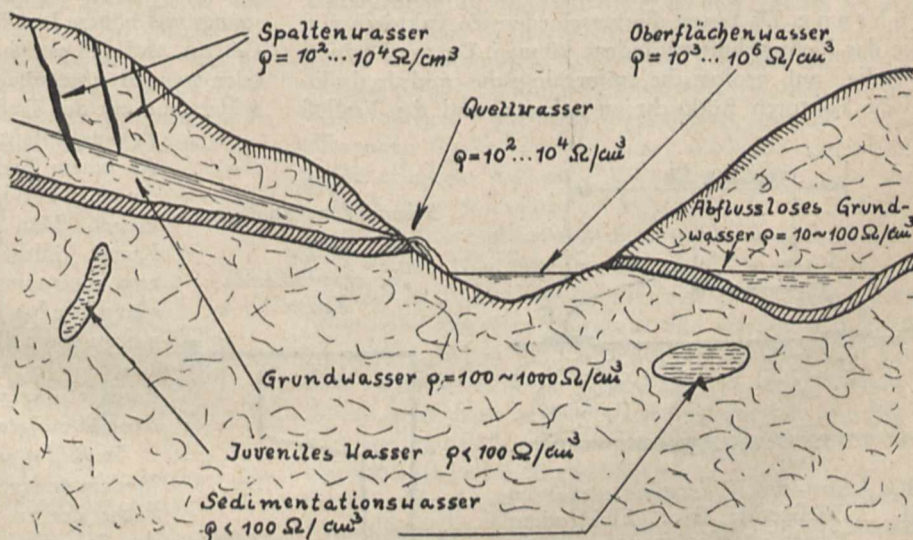 Spaltenwasser
ρ = 10² ... 10⁴ Ω/cm³
Oberflächenwasser
ρ = 10³ ... 10⁶ Ω/cm³
Quellwasser
ρ = 10² ... 10⁴ Ω/cm³
Abflussloses Grund-
wasser ρ = 10 ~ 100 Ω/cm³
Grundwasser ρ = 100 ~ 1000 Ω/cm³
Juveniles Wasser ρ < 100 Ω/cm³
Sedimentationswasser
ρ < 100 Ω/cm³